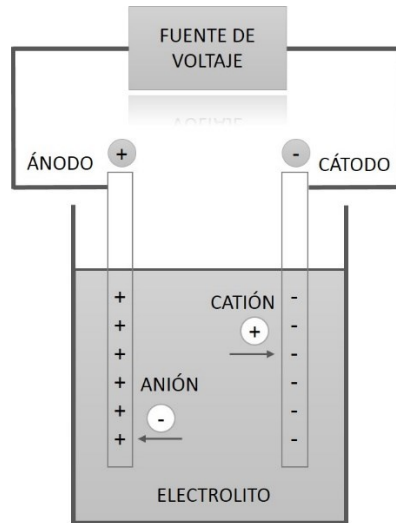 FUENTE DE
VOLTAJE
ÁNODO
+
-
CÁTODO
+
+
+
+
+
+
CATIÓN
+
ANIÓN
-
-
-
-
-
-
-
ELECTROLITO